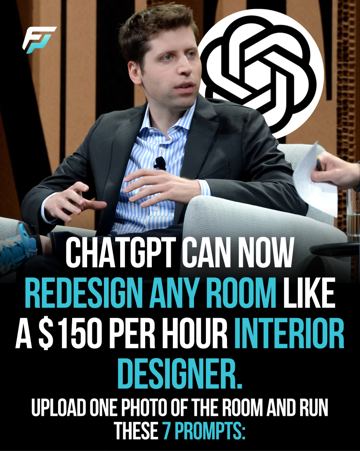 CHATGPT CAN NOW
REDESIGN ANY ROOM LIKE
A $150 PER HOUR INTERIOR
DESIGNER.
UPLOAD ONE PHOTO OF THE ROOM AND RUN
THESE 7 PROMPTS: